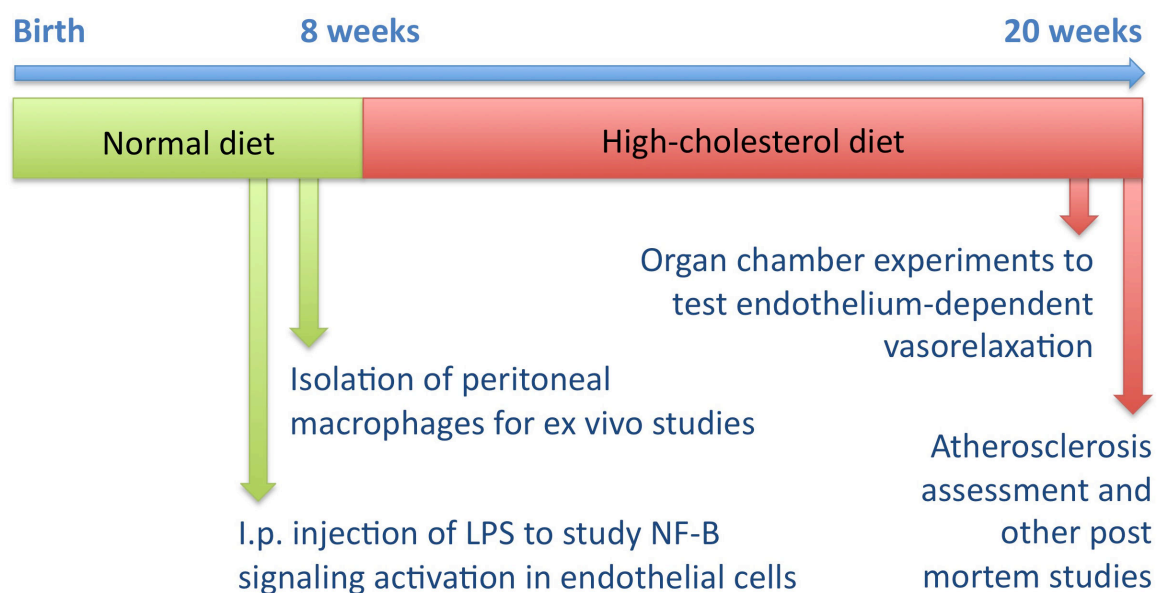 Birth 8 weeks 20 weeks
Normal diet High-cholesterol diet
Organ chamber experiments to
test endothelium-dependent
vasorelaxation
Isolation of peritoneal
macrophages for ex vivo studies
Atherosclerosis
assessment and
other post
mortem studies
I.p. injection of LPS to study NF-B
signaling activation in endothelial cells